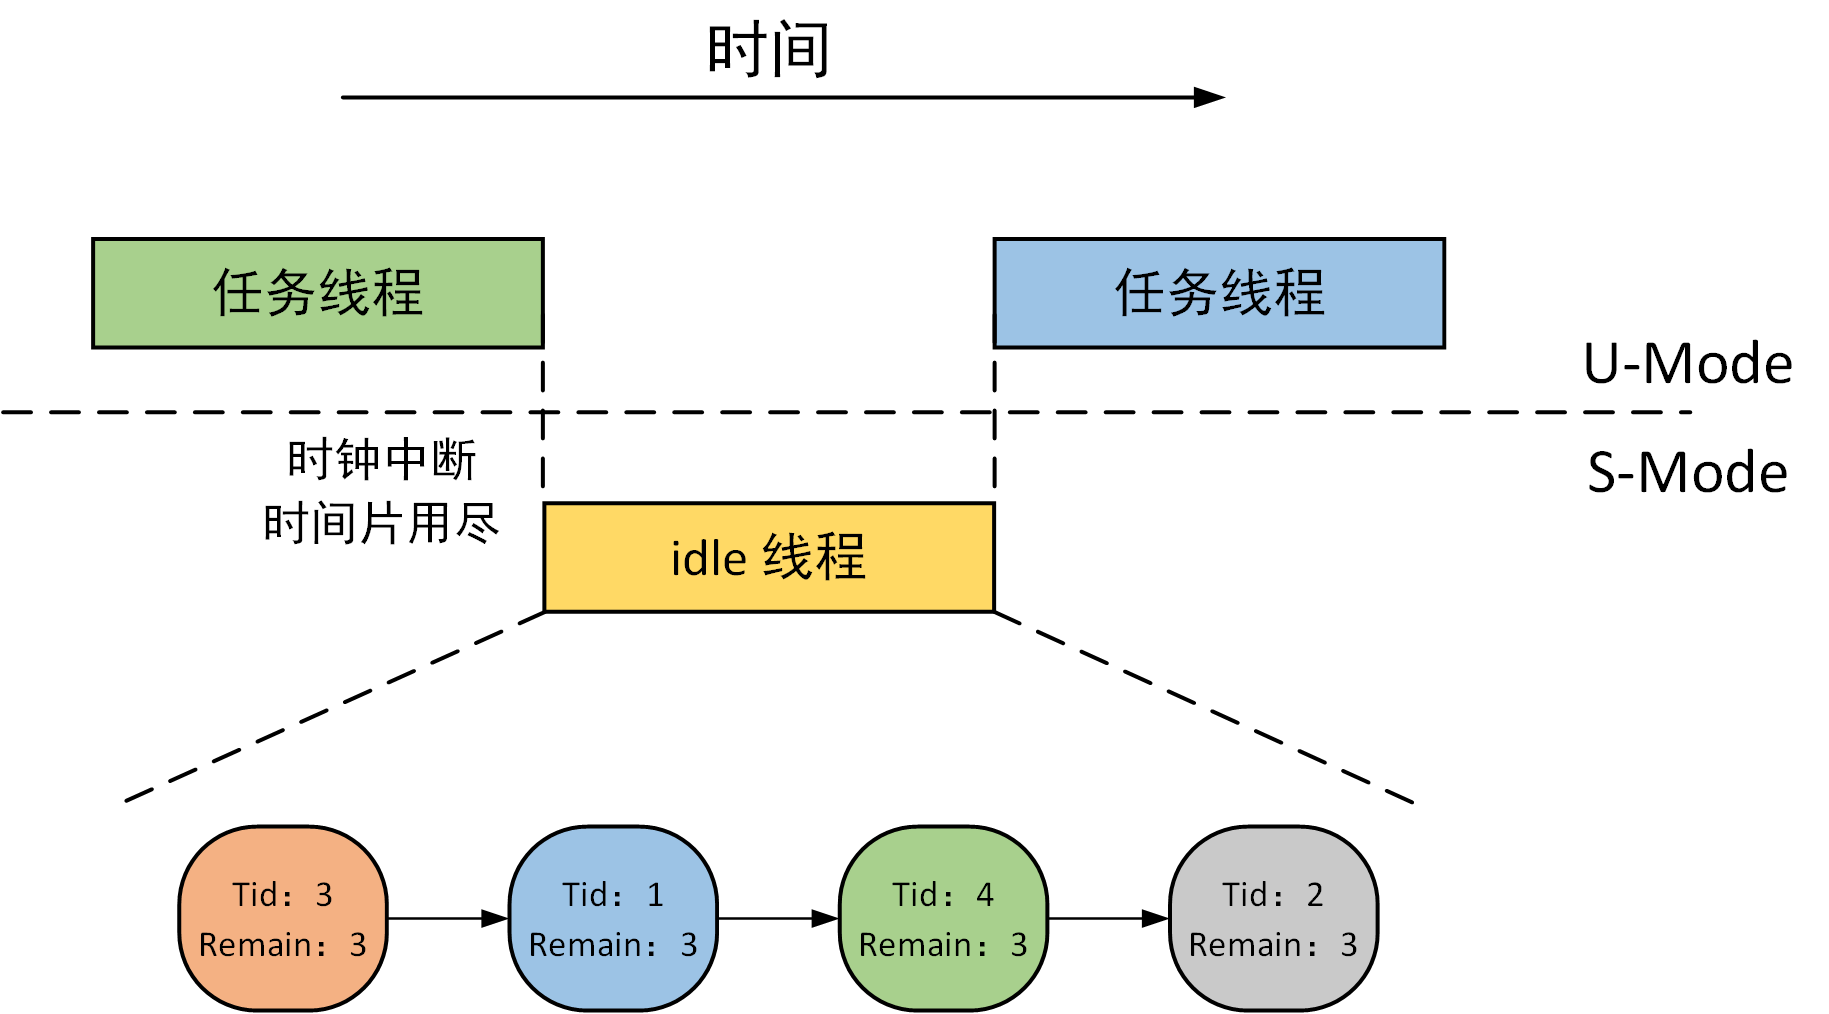 时间
任务线程
任务线程
U-Mode
时钟中断
时间片用尽
S-Mode
idle 线程
Tid：3
Remain：3
Tid：1
Remain：3
Tid：4
Remain：3
Tid：2
Remain：3